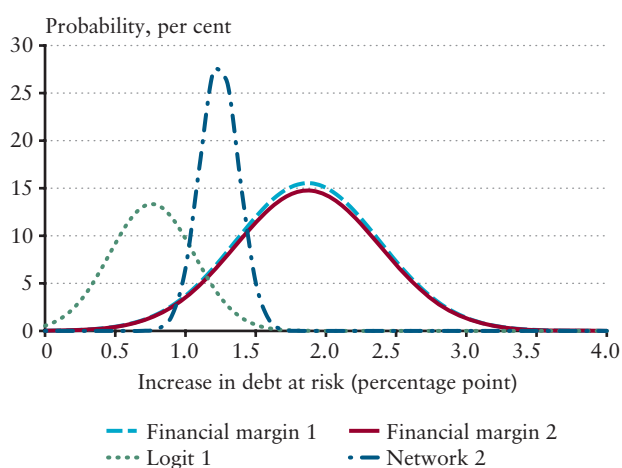 Probability, per cent
30
25
20
15
10
5
0
0 0.5 1.0 1.5 2.0 2.5 3.0 3.5 4.0
Increase in debt at risk (percentage point)
Financial margin 1 Financial margin 2
Logit 1 Network 2